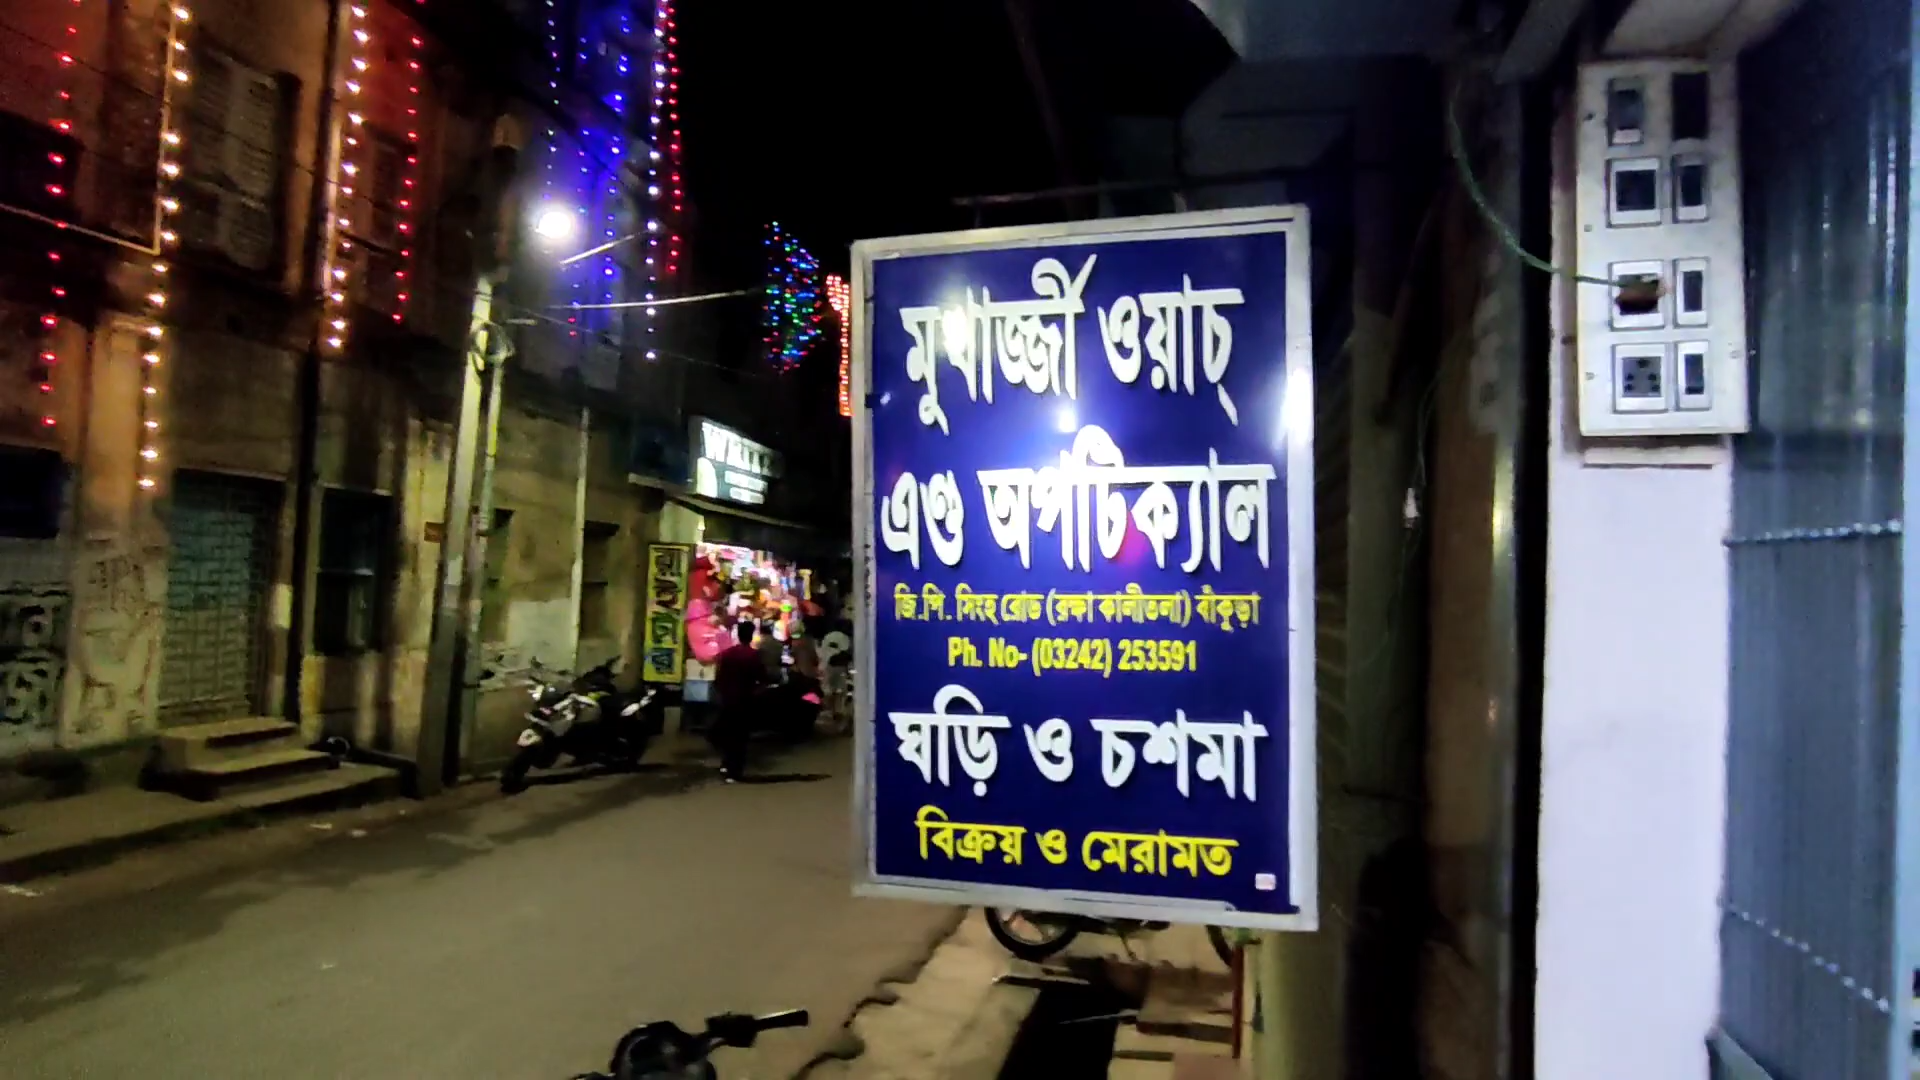 মুখার্জ্জী ওয়াচ্
এণ্ড অপটিক্যাল
জি.পি. সিংহ রোড (রক্ষা কালীতলা) বাঁকুড়া
Ph. No- (03242) 253591
ঘড়ি ও চশমা
বিক্রয় ও মেরামত